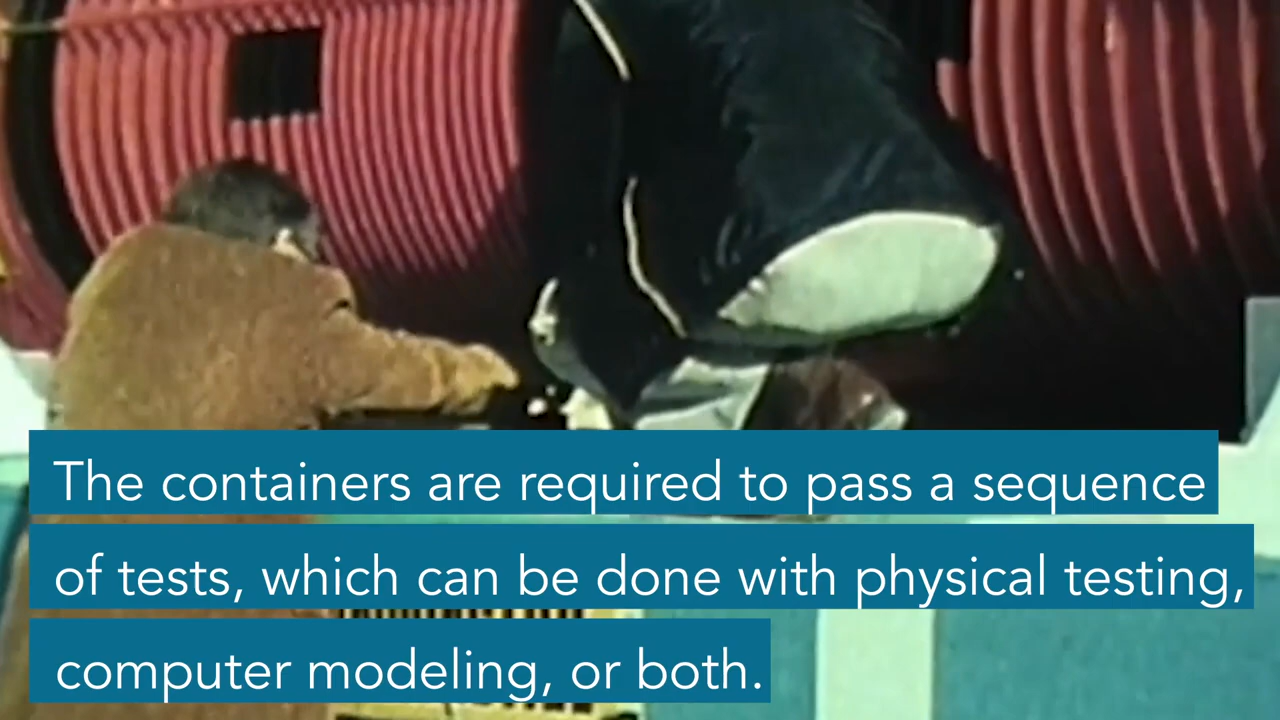 The containers are required to pass a sequence
of tests, which can be done with physical testing,
computer modeling, or both.